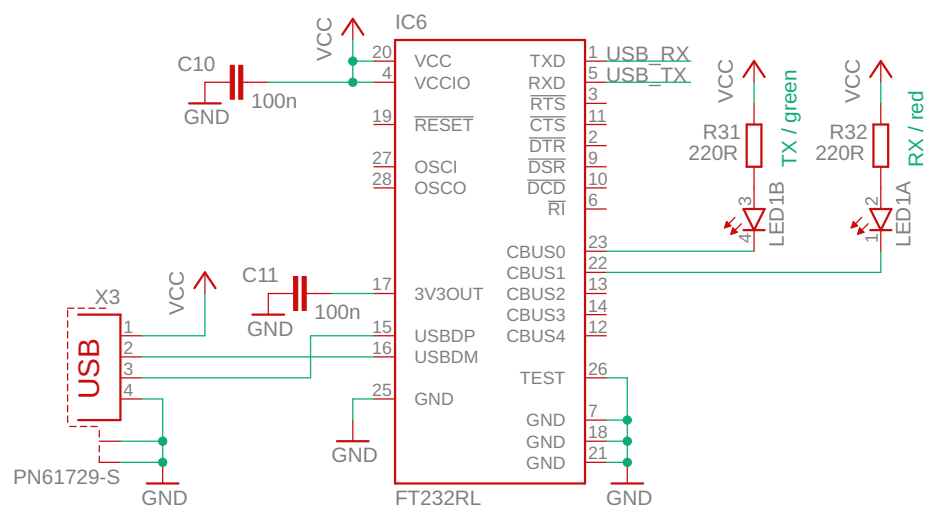 IC6
VCC
C10
100n
GND
20 VCC
4 VCCIO
19 RESET
27 OSCI
28 OSCO
17 3V3OUT
15 USBDP
16 USBDM
25 GND
TXD 1 USB_RX
RXD 5 USB_TX
RTS 3
CTS 11
DTR 2
DSR 9
DCD 10
RI 6
CBUS0 23
CBUS1 22
CBUS2 13
CBUS3 14
CBUS4 12
TEST 26
GND 7
GND 18
GND 21
GND
FT232RL
VCC
R31
220R
TX / green
3
4
LED1B
VCC
R32
220R
RX / red
2
1
LED1A
C11
100n
GND
GND
X3
VCC
USB
1
2
3
4
PN61729-S
GND